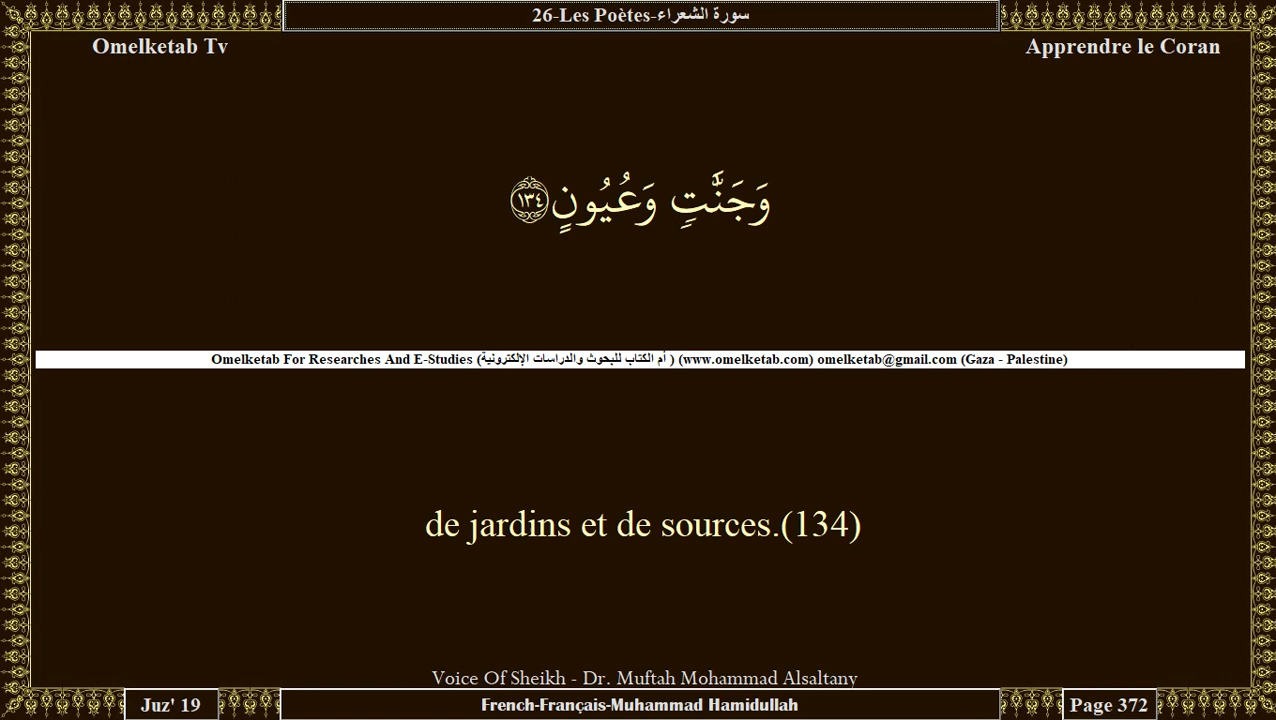 26-Les Poètes-سورة الشعراء
Omelketab Tv
Apprendre le Coran
وَجَنَّٰتٖ وَعُيُونٍ ١٣٤
Omelketab For Researches And E-Studies (أم الكتاب للبحوث والدراسات الإلكترونية ) (www.omelketab.com) omelketab@gmail.com (Gaza - Palestine)
de jardins et de sources.(134)
Voice Of Sheikh - Dr. Muftah Mohammad Alsaltany
Juz' 19
French-Français-Muhammad Hamidullah
Page 372